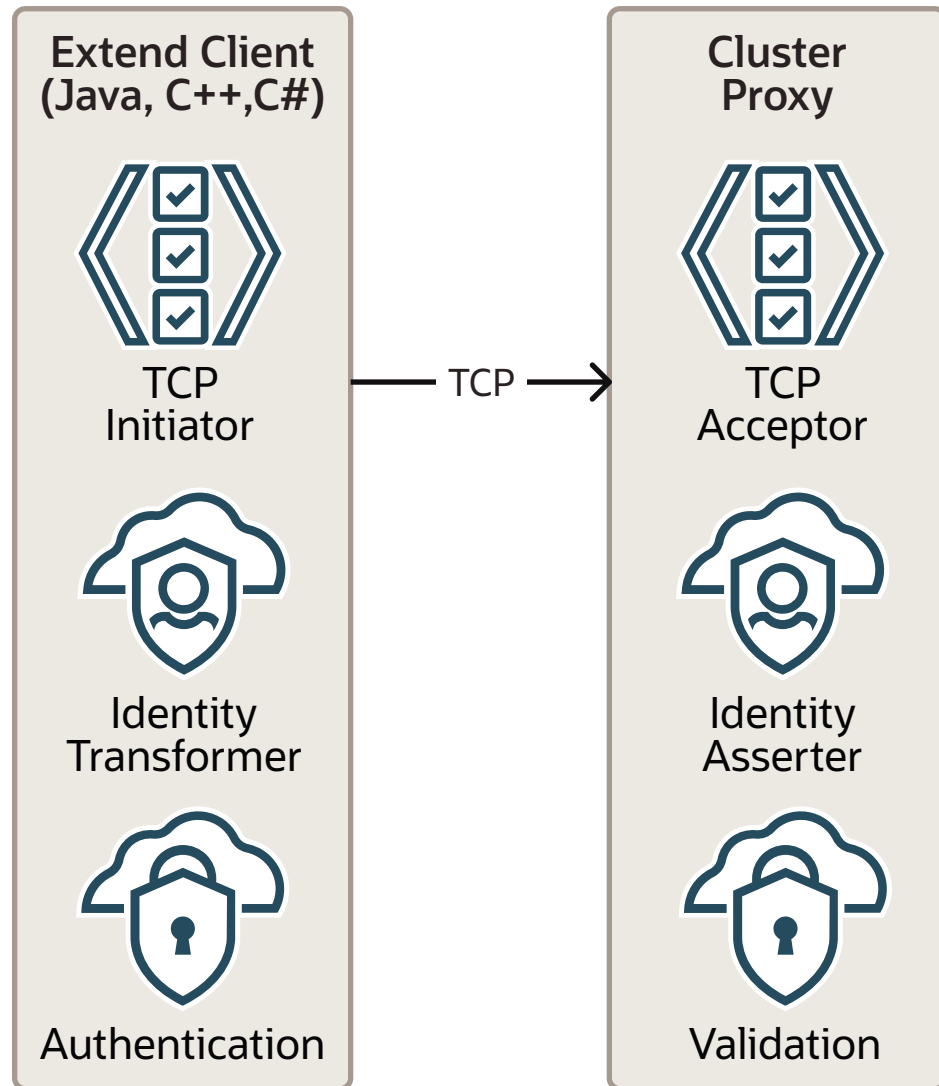 Extend Client
(Java, C++,C#)
TCP
Initiator
Identity
Transformer
Authentication
TCP
Cluster
Proxy
TCP
Acceptor
Identity
Asserter
Validation